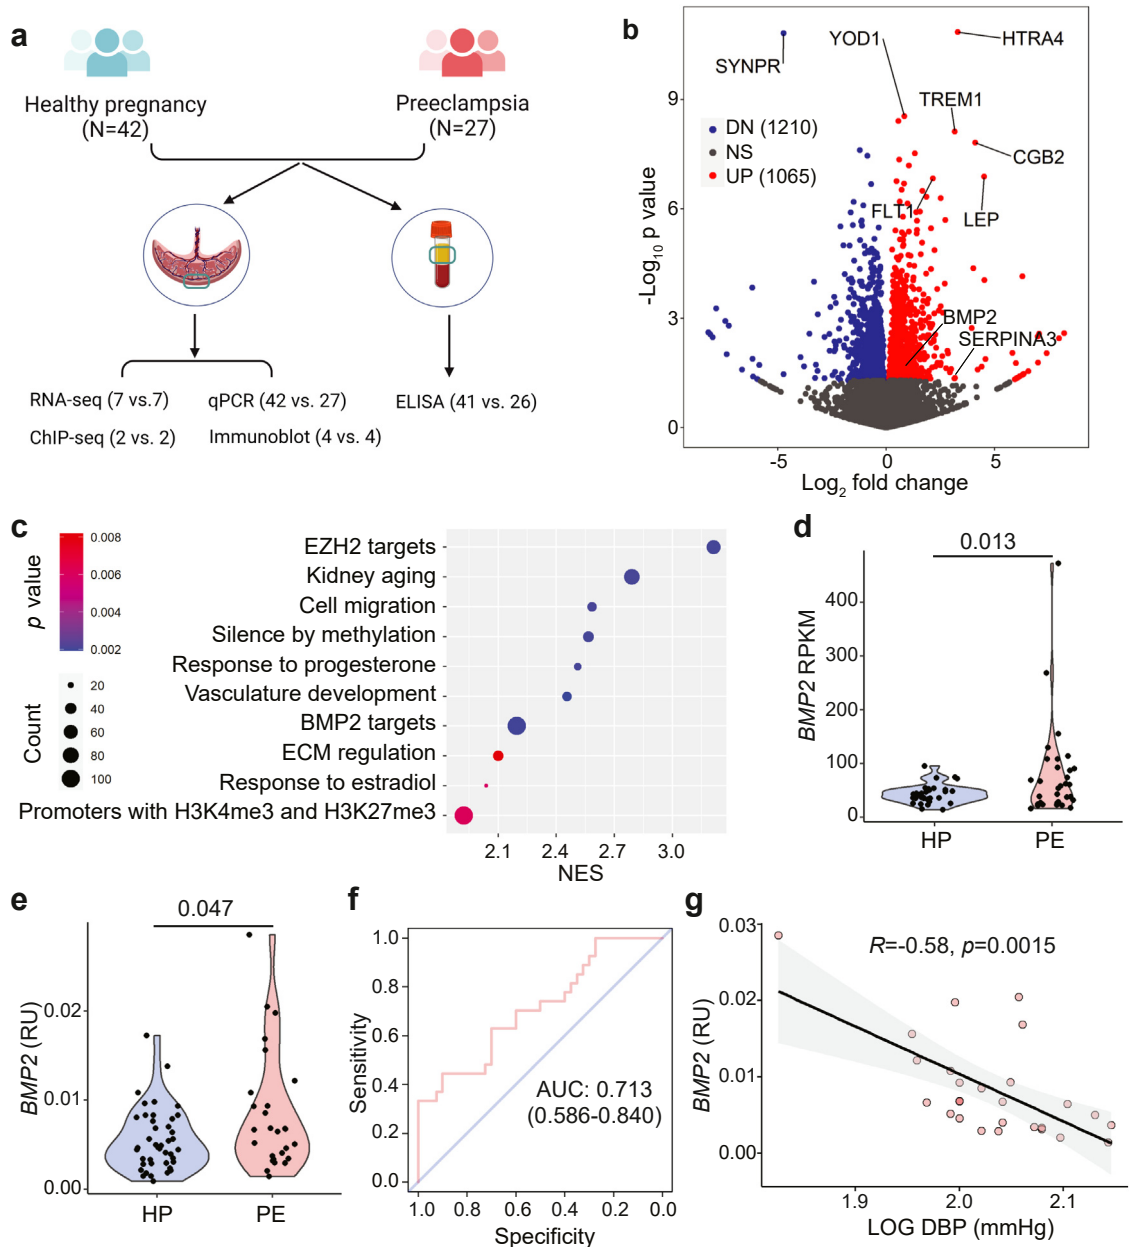 a
Healthy pregnancy
(N=42)
Preeclampsia
(N=27)
RNA-seq (7 vs.7)
qPCR (42 vs. 27)
ELISA (41 vs. 26)
ChIP-seq (2 vs. 2)
Immunoblot (4 vs. 4)
b
YOD1
HTRA4
SYNPR
TREM1
CGB2
DN (1210)
NS
UP (1065)
FLT1
LEP
BMP2
SERPINA3
-Log10 p value
9
6
3
0
-5
0
5
Log2 fold change
c
p value
0.008
0.006
0.004
0.002
Count
20
40
60
80
100
EZH2 targets
Kidney aging
Cell migration
Silence by methylation
Response to progesterone
Vasculature development
BMP2 targets
ECM regulation
Response to estradiol
Promoters with H3K4me3 and H3K27me3
2.1
2.4
2.7
3.0
NES
d
0.013
BMP2 RPKM
400
300
200
100
0
HP
PE
e
0.047
BMP2 (RU)
0.02
0.01
0.00
HP
PE
f
Sensitivity
1.0
0.8
0.6
0.4
0.2
0.0
AUC: 0.713
(0.586-0.840)
1.0
0.8
0.6
0.4
0.2
0.0
Specificity
g
R=-0.58, p=0.0015
BMP2 (RU)
0.03
0.02
0.01
0.00
1.9
2.0
2.1
LOG DBP (mmHg)